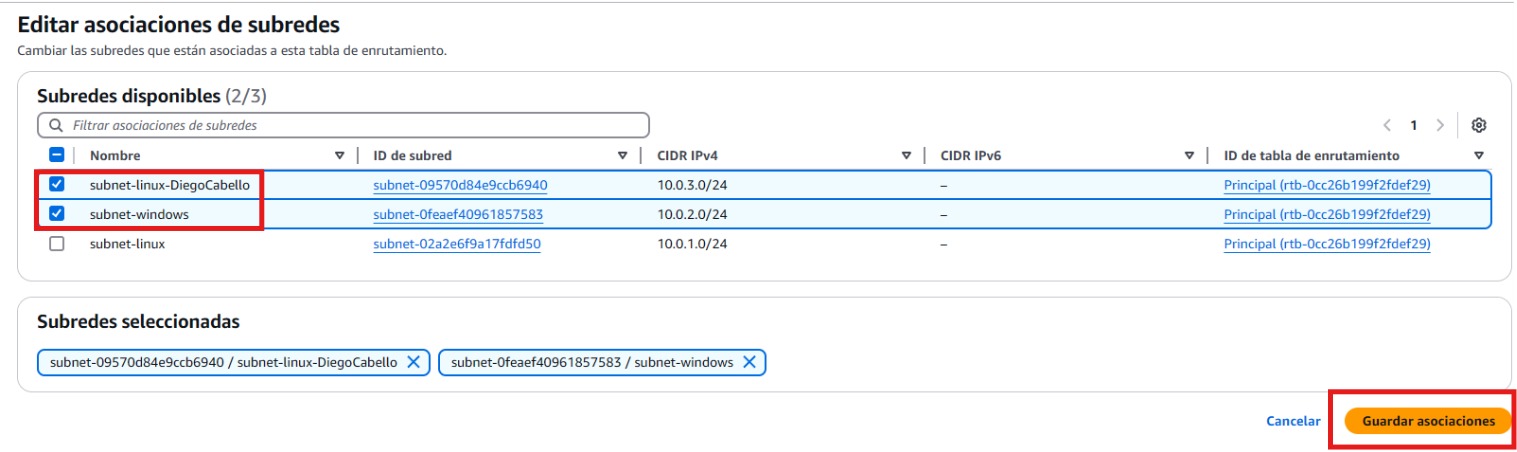 Editar asociaciones de subredes
Cambiar las subredes que están asociadas a esta tabla de enrutamiento.
Subredes disponibles (2/3)
Filtrar asociaciones de subredes
1
Nombre ID de subred CIDR IPv4 CIDR IPv6 ID de tabla de enrutamiento
subnet-linux-DiegoCabello subnet-09570d84e9ccb6940 10.0.3.0/24 – Principal (rtb-0cc26b199f2fdef29)
subnet-windows subnet-0feaef40961857583 10.0.2.0/24 – Principal (rtb-0cc26b199f2fdef29)
subnet-linux subnet-02a2e6f9a17fdfd50 10.0.1.0/24 – Principal (rtb-0cc26b199f2fdef29)
Subredes seleccionadas
subnet-09570d84e9ccb6940 / subnet-linux-DiegoCabello subnet-0feaef40961857583 / subnet-windows
Cancelar Guardar asociaciones